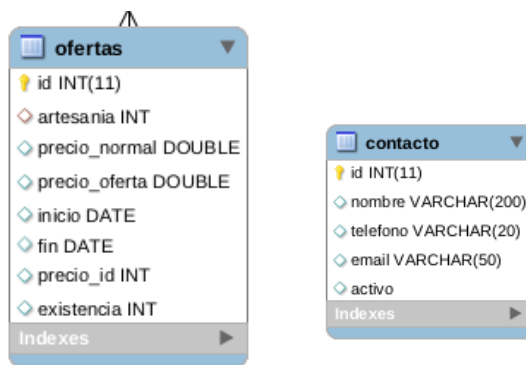 ofertas
id INT(11)
artesania INT
precio_normal DOUBLE
precio_oferta DOUBLE
inicio DATE
fin DATE
precio_id INT
existencia INT
Indexes
contacto
id INT(11)
nombre VARCHAR(200)
telefono VARCHAR(20)
email VARCHAR(50)
activo
Indexes